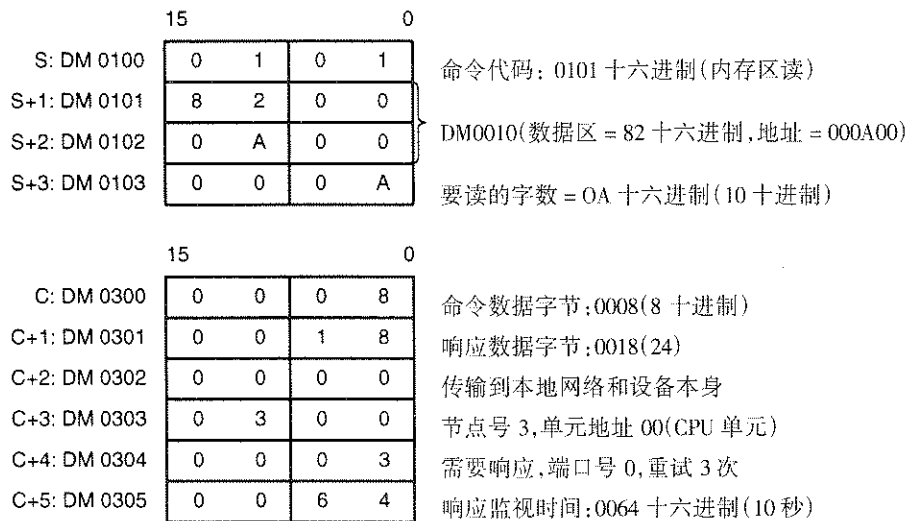 15 0
S: DM 0100 0 1 0 1 命令代码: 0101 十六进制(内存区读)
S+1: DM 0101 8 2 0 0
DM0010(数据区 = 82 十六进制,地址 = 000A00)
S+2: DM 0102 0 A 0 0
S+3: DM 0103 0 0 0 A 要读的字数 = OA 十六进制(10 十进制)
15 0
C: DM 0300 0 0 0 8 命令数据字节:0008(8 十进制)
C+1: DM 0301 0 0 1 8 响应数据字节:0018(24)
C+2: DM 0302 0 0 0 0 传输到本地网络和设备本身
C+3: DM 0303 0 3 0 0 节点号 3,单元地址 00(CPU 单元)
C+4: DM 0304 0 0 0 3 需要响应,端口号 0,重试 3 次
C+5: DM 0305 0 0 6 4 响应监视时间:0064 十六进制(10 秒)